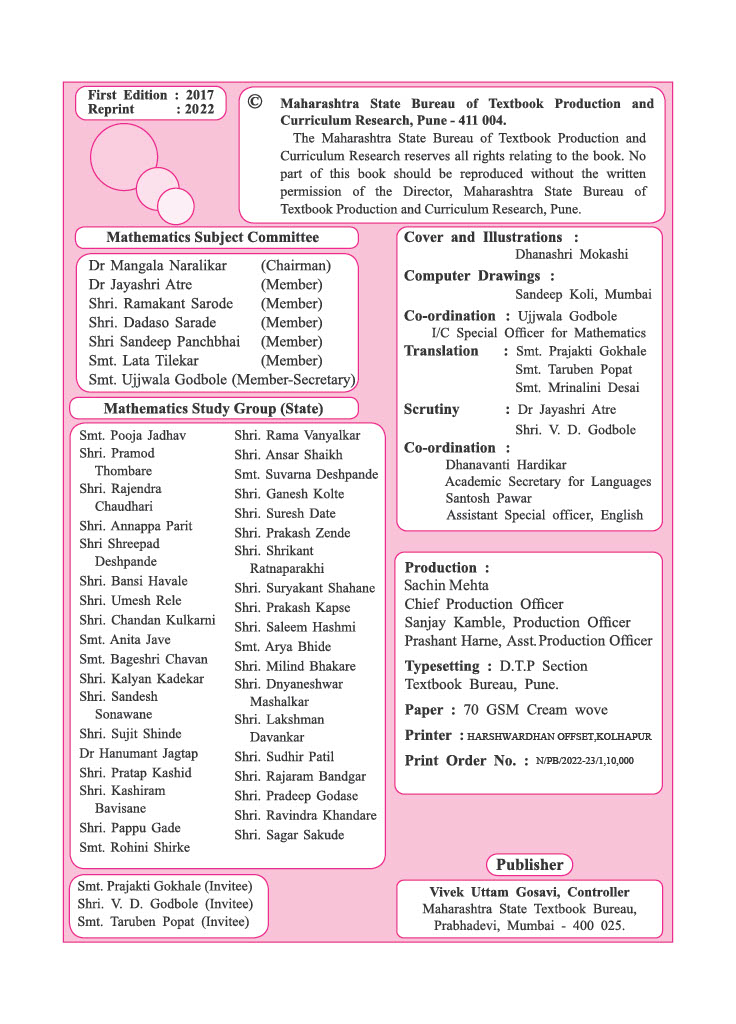 First Edition : 2017
Reprint : 2022
© Maharashtra State Bureau of Textbook Production and
Curriculum Research, Pune - 411 004.
The Maharashtra State Bureau of Textbook Production and
Curriculum Research reserves all rights relating to the book. No
part of this book should be reproduced without the written
permission of the Director, Maharashtra State Bureau of
Textbook Production and Curriculum Research, Pune.
Mathematics Subject Committee
Dr Mangala Naralikar (Chairman)
Dr Jayashri Atre (Member)
Shri. Ramakant Sarode (Member)
Shri. Dadaso Sarade (Member)
Shri Sandeep Panchbhai (Member)
Smt. Lata Tilekar (Member)
Smt. Ujjwala Godbole (Member-Secretary)
Mathematics Study Group (State)
Smt. Pooja Jadhav
Shri. Pramod
Thombare
Shri. Rajendra
Chaudhari
Shri. Annappa Parit
Shri Shreepad
Deshpande
Shri. Bansi Havale
Shri. Umesh Rele
Shri. Chandan Kulkarni
Smt. Anita Jave
Smt. Bageshri Chavan
Shri. Kalyan Kadekar
Shri. Sandesh
Sonawane
Shri. Sujit Shinde
Dr Hanumant Jagtap
Shri. Pratap Kashid
Shri. Kashiram
Bavisane
Shri. Pappu Gade
Smt. Rohini Shirke
Shri. Rama Vanyalkar
Shri. Ansar Shaikh
Smt. Suvarna Deshpande
Shri. Ganesh Kolte
Shri. Suresh Date
Shri. Prakash Zende
Shri. Shrikant
Ratnaparakhi
Shri. Suryakant Shahane
Shri. Prakash Kapse
Shri. Saleem Hashmi
Smt. Arya Bhide
Shri. Milind Bhakare
Shri. Dnyaneshwar
Mashalkar
Shri. Lakshman
Davankar
Shri. Sudhir Patil
Shri. Rajaram Bandgar
Shri. Pradeep Godase
Shri. Ravindra Khandare
Shri. Sagar Sakude
Smt. Prajakti Gokhale (Invitee)
Shri. V. D. Godbole (Invitee)
Smt. Taruben Popat (Invitee)
Cover and Illustrations :
Dhanashri Mokashi
Computer Drawings :
Sandeep Koli, Mumbai
Co-ordination : Ujjwala Godbole
I/C Special Officer for Mathematics
Translation : Smt. Prajakti Gokhale
Smt. Taruben Popat
Smt. Mrinalini Desai
Scrutiny : Dr Jayashri Atre
Shri. V. D. Godbole
Co-ordination :
Dhanavanti Hardikar
Academic Secretary for Languages
Santosh Pawar
Assistant Special officer, English
Production :
Sachin Mehta
Chief Production Officer
Sanjay Kamble, Production Officer
Prashant Harne, Asst. Production Officer
Typesetting : D.T.P Section
Textbook Bureau, Pune.
Paper : 70 GSM Cream wove
Printer : HARSHWARDHAN OFFSET,KOLHAPUR
Print Order No. : N/PB/2022-23/1,10,000
Publisher
Vivek Uttam Gosavi, Controller
Maharashtra State Textbook Bureau,
Prabhadevi, Mumbai - 400 025.